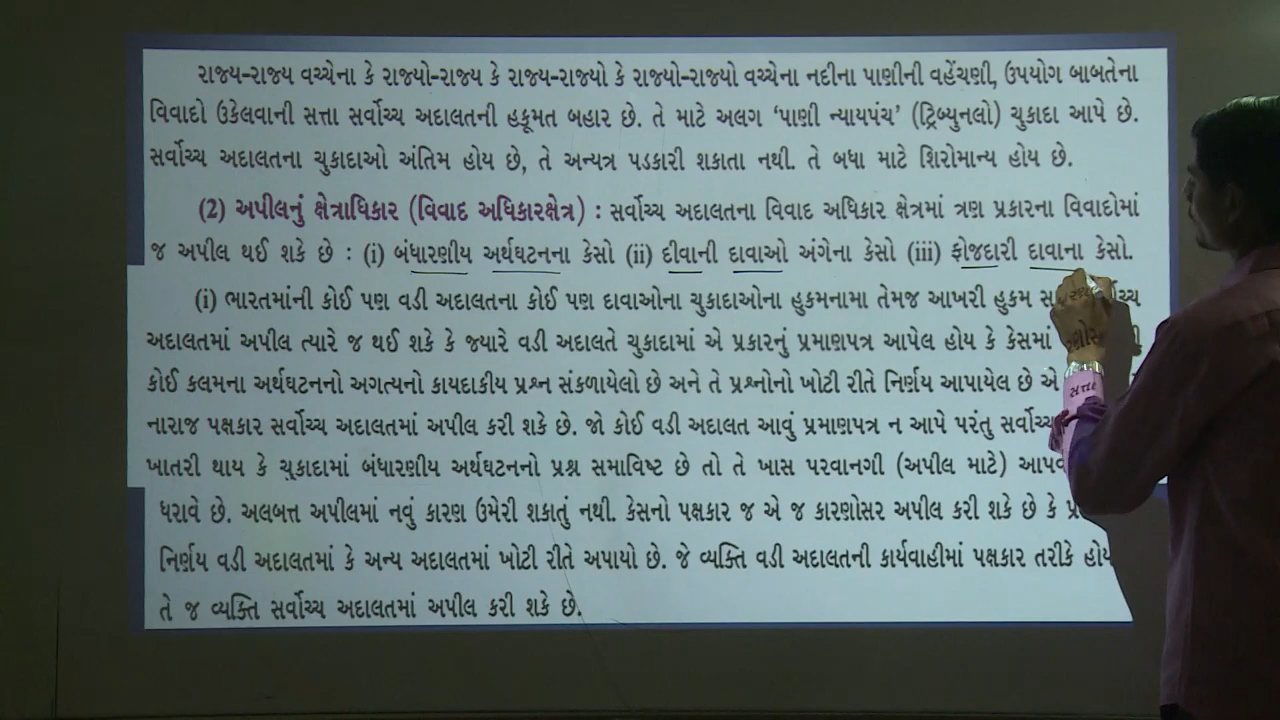 રાજ્ય-રાજ્ય વચ્ચેના કે રાજ્યો-રાજ્ય કે રાજ્ય-રાજ્યો કે રાજ્યો-રાજ્યો વચ્ચેના નદીના પાણીની વહેંચણી, ઉપયોગ બાબતેના
વિવાદો ઉકેલવાની સત્તા સર્વોચ્ચ અદાલતની હકૂમત બહાર છે. તે માટે અલગ ‘પાણી ન્યાયપંચ’ (ટ્રિબ્યુનલો) ચુકાદા આપે છે.
સર્વોચ્ચ અદાલતના ચુકાદાઓ અંતિમ હોય છે, તે અન્યત્ર પડકારી શકાતા નથી. તે બધા માટે શિરોમાન્ય હોય છે.
(2) અપીલનું ક્ષેત્રાધિકાર (વિવાદ અધિકારક્ષેત્ર) : સર્વોચ્ચ અદાલતના વિવાદ અધિકાર ક્ષેત્રમાં ત્રણ પ્રકારના વિવાદોમાં
જ અપીલ થઈ શકે છે : (i) બંધારણીય અર્થઘટનના કેસો (ii) દીવાની દાવાઓ અંગેના કેસો (iii) ફોજદારી દાવાના કેસો.
(i) ભારતમાંની કોઈ પણ વડી અદાલતના કોઈ પણ દાવાઓના ચુકાદાઓના હુકમનામા તેમજ આખરી હુકમ
અદાલતમાં અપીલ ત્યારે જ થઈ શકે કે જ્યારે વડી અદાલતે ચુકાદામાં એ પ્રકારનું પ્રમાણપત્ર આપેલ હોય કે કેસમાં
કોઈ કલમના અર્થઘટનનો અગત્યનો કાયદાકીય પ્રશ્ન સંકળાયેલો છે અને તે પ્રશ્નોનો ખોટી રીતે નિર્ણય આપાયેલ છે એ
નારાજ પક્ષકાર સર્વોચ્ચ અદાલતમાં અપીલ કરી શકે છે. જો કોઈ વડી અદાલત આવું પ્રમાણપત્ર ન આપે પરંતુ સર્વોચ્ચ
ખાતરી થાય કે ચુકાદામાં બંધારણીય અર્થઘટનનો પ્રશ્ન સમાવિષ્ટ છે તો તે ખાસ પરવાનગી (અપીલ માટે)
ધરાવે છે. અલબત્ત અપીલમાં નવું કારણ ઉમેરી શકાતું નથી. કેસનો પક્ષકાર જ એ જ કારણોસર અપીલ કરી શકે છે કે
નિર્ણય વડી અદાલતમાં કે અન્ય અદાલતમાં ખોટી રીતે અપાયો છે. જે વ્યક્તિ વડી અદાલતની કાર્યવાહીમાં પક્ષકાર તરીકે હોય
તે જ વ્યક્તિ સર્વોચ્ચ અદાલતમાં અપીલ કરી શકે છે.